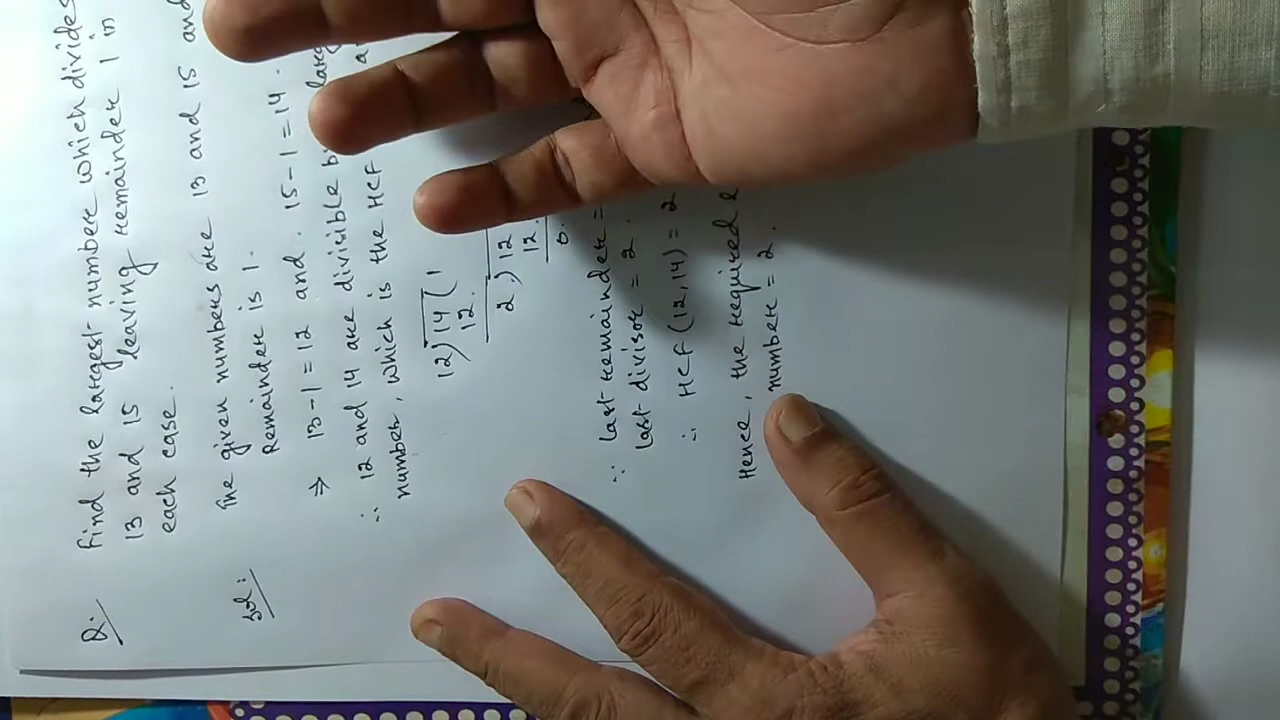 Q. Find the largest number which divides
13 and 15 leaving remainder 1 in
each case.
Sol: The given numbers are 13 and 15 and
Remainder is 1.
⇒ 13-1 = 12 and. 15-1 = 14.
∴ 12 and 14 are divisible
number, which is the HCF
12) 14 ( 1
12.
2.) 12
12.
0.
∴ last remainder =
last divisor = 2.
∴ HCF (12, 14) = 2
Hence, the required
number = 2.